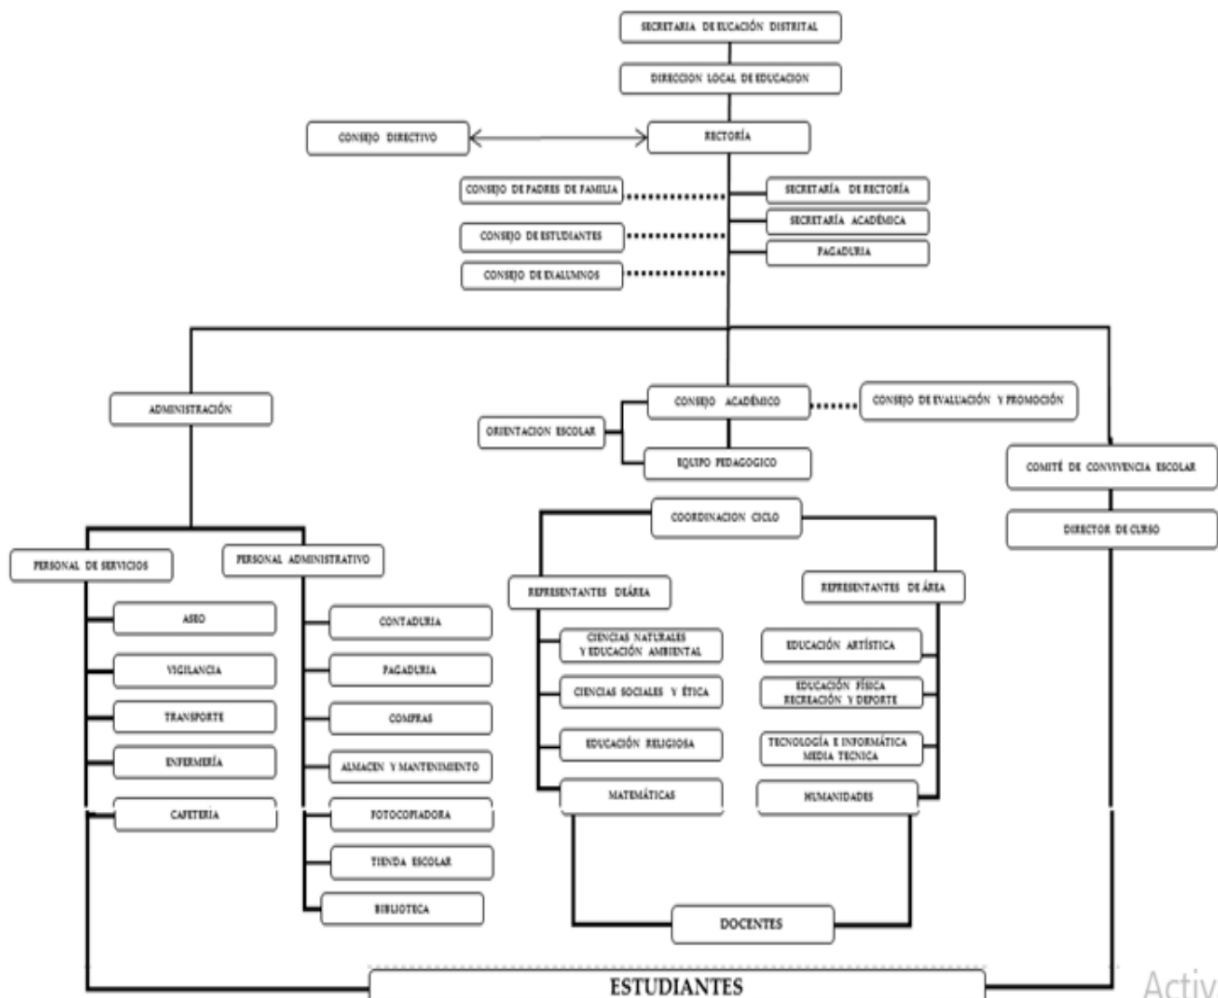 SECRETARIA DE EUCACIÓN DISTRITAL
DIRECCION LOCAL DE EDUCACION
CONSEJO DIRECTIVO
RECTORÍA
CONSEJO DE PADRES DE FAMILIA
SECRETARÍA DE RECTORÍA
SECRETARÍA ACADÉMICA
CONSEJO DE ESTUDIANTES
PAGADURIA
CONSEJO DE EXALUMNOS
ADMINISTRACIÓN
CONSEJO ACADÉMICO
CONSEJO DE EVALUACIÓN Y PROMOCIÓN
ORIENTACION ESCOLAR
EQUIPO PEDAGOGICO
COMITÉ DE CONVIVENCIA ESCOLAR
COORDINACION CICLO
DIRECTOR DE CURSO
PERSONAL DE SERVICIOS
PERSONAL ADMINISTRATIVO
REPRESENTANTES DEÁREA
REPRESENTANTES DE ÁREA
ASEO
VIGILANCIA
TRANSPORTE
ENFERMERÍA
CAFETERÍA
CONTADURIA
PAGADURIA
COMPRAS
ALMACEN Y MANTENIMIENTO
FOTOCOPIADORA
TIENDA ESCOLAR
BIBLIOTECA
CIENCIAS NATURALES
Y EDUCACIÓN AMBIENTAL
CIENCIAS SOCIALES Y ÉTICA
EDUCACIÓN RELIGIOSA
MATEMÁTICAS
EDUCACIÓN ARTÍSTICA
EDUCACIÓN FÍSICA
RECREACIÓN Y DEPORTE
TECNOLOGÍA E INFORMÁTICA
MEDIA TECNICA
HUMANIDADES
DOCENTES
ESTUDIANTES
Activ